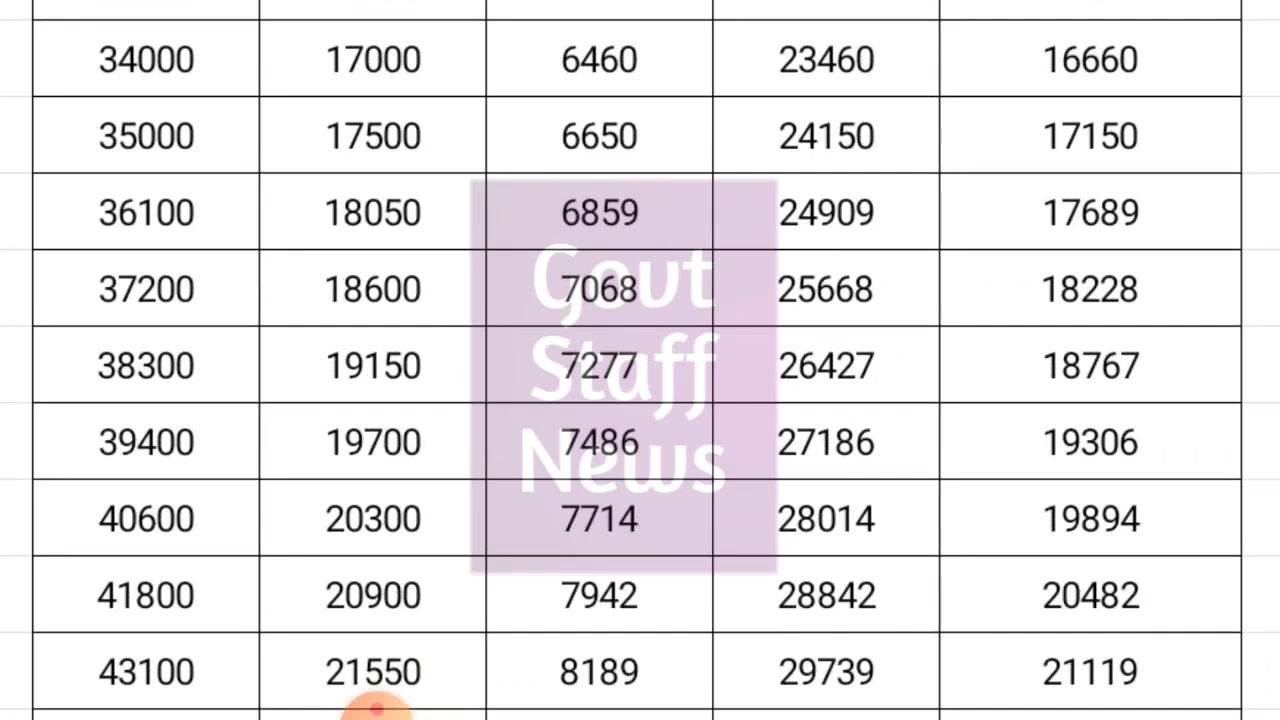 34000 17000 6460 23460 16660
35000 17500 6650 24150 17150
36100 18050 6859 24909 17689
37200 18600 7068 25668 18228
38300 19150 7277 26427 18767
39400 19700 7486 27186 19306
40600 20300 7714 28014 19894
41800 20900 7942 28842 20482
43100 21550 8189 29739 21119
Govt
Staff
News